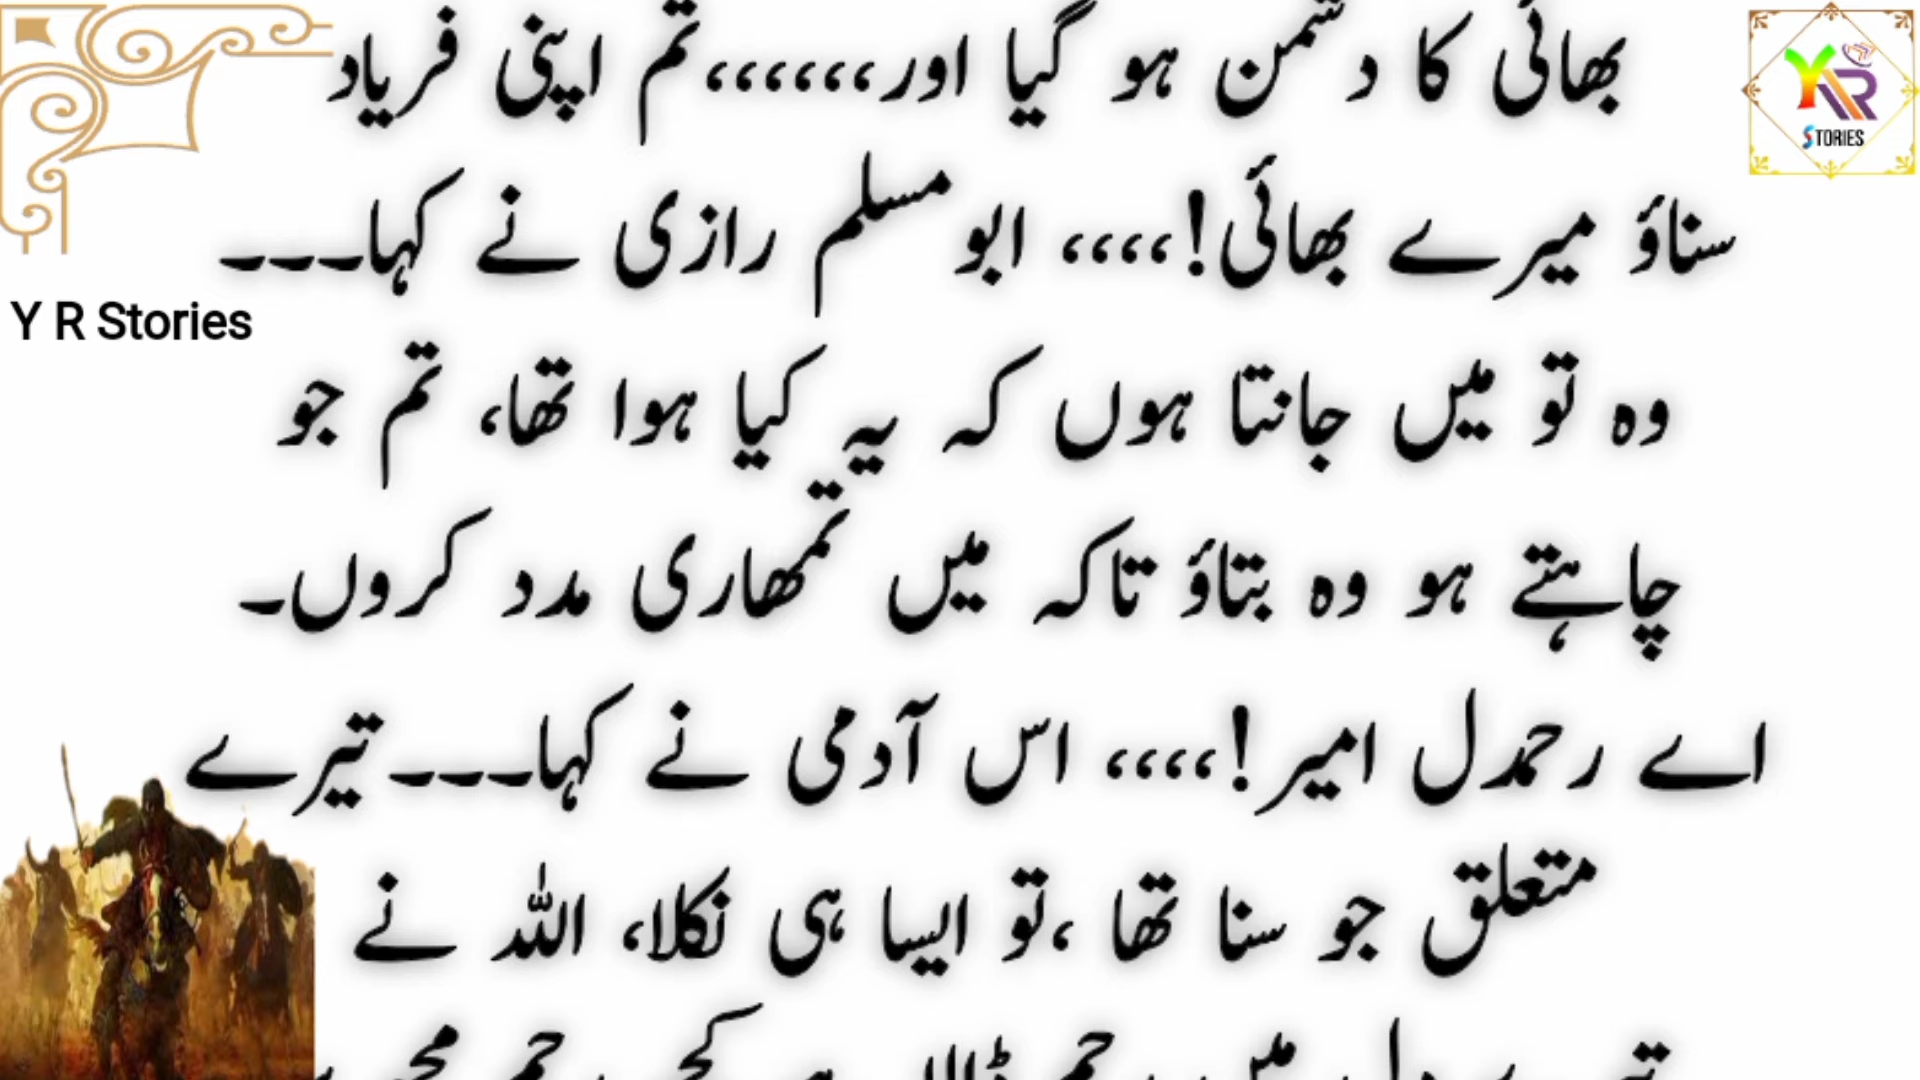 بھائی کا دشمن ہو گیا اور،،،،،،تم اپنی فریاد
سناؤ میرے بھائی!،،،، ابو مسلم رازی نے کہا۔۔۔
وہ تو میں جانتا ہوں کہ یہ کیا ہوا تھا، تم جو
چاہتے ہو وہ بتاؤ تاکہ میں تمھاری مدد کروں۔
اے رحمدل امیر!،،،، اس آدمی نے کہا۔۔۔تیرے
متعلق جو سنا تھا ،تو ایسا ہی نکلا، اللہ نے
YR
STORIES
Y R Stories